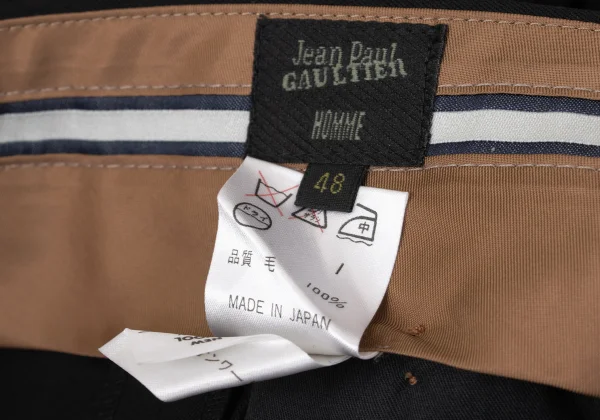 Jean Paul
GAULTIER
HOMME
48
ドライ
中
品質 毛
100%
MADE IN JAPAN